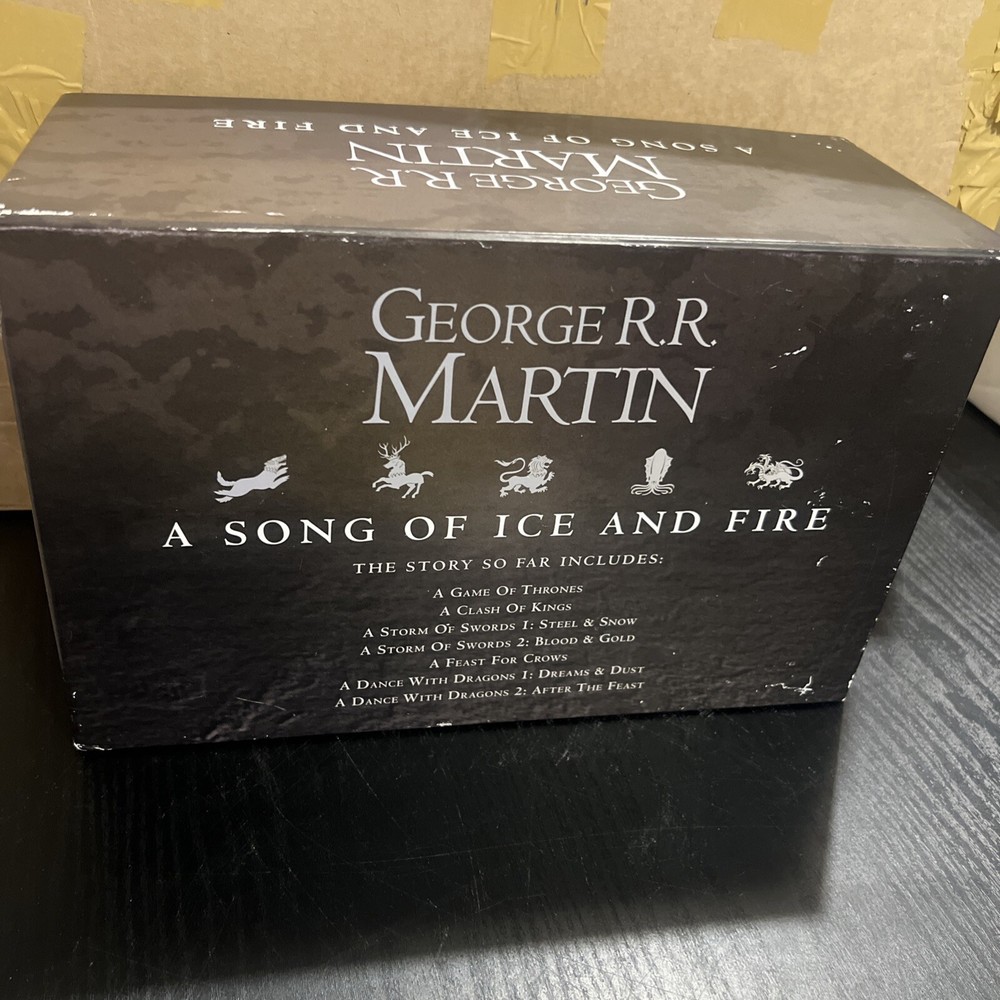 A SONG OF ICE AND FIRE
GEORGE R.R.
MARTIN
GEORGE R.R.
MARTIN
A SONG OF ICE AND FIRE
THE STORY SO FAR INCLUDES:
A GAME OF THRONES
A CLASH OF KINGS
A STORM OF SWORDS 1: STEEL & SNOW
A STORM OF SWORDS 2: BLOOD & GOLD
A FEAST FOR CROWS
A DANCE WITH DRAGONS 1: DREAMS & DUST
A DANCE WITH DRAGONS 2: AFTER THE FEAST